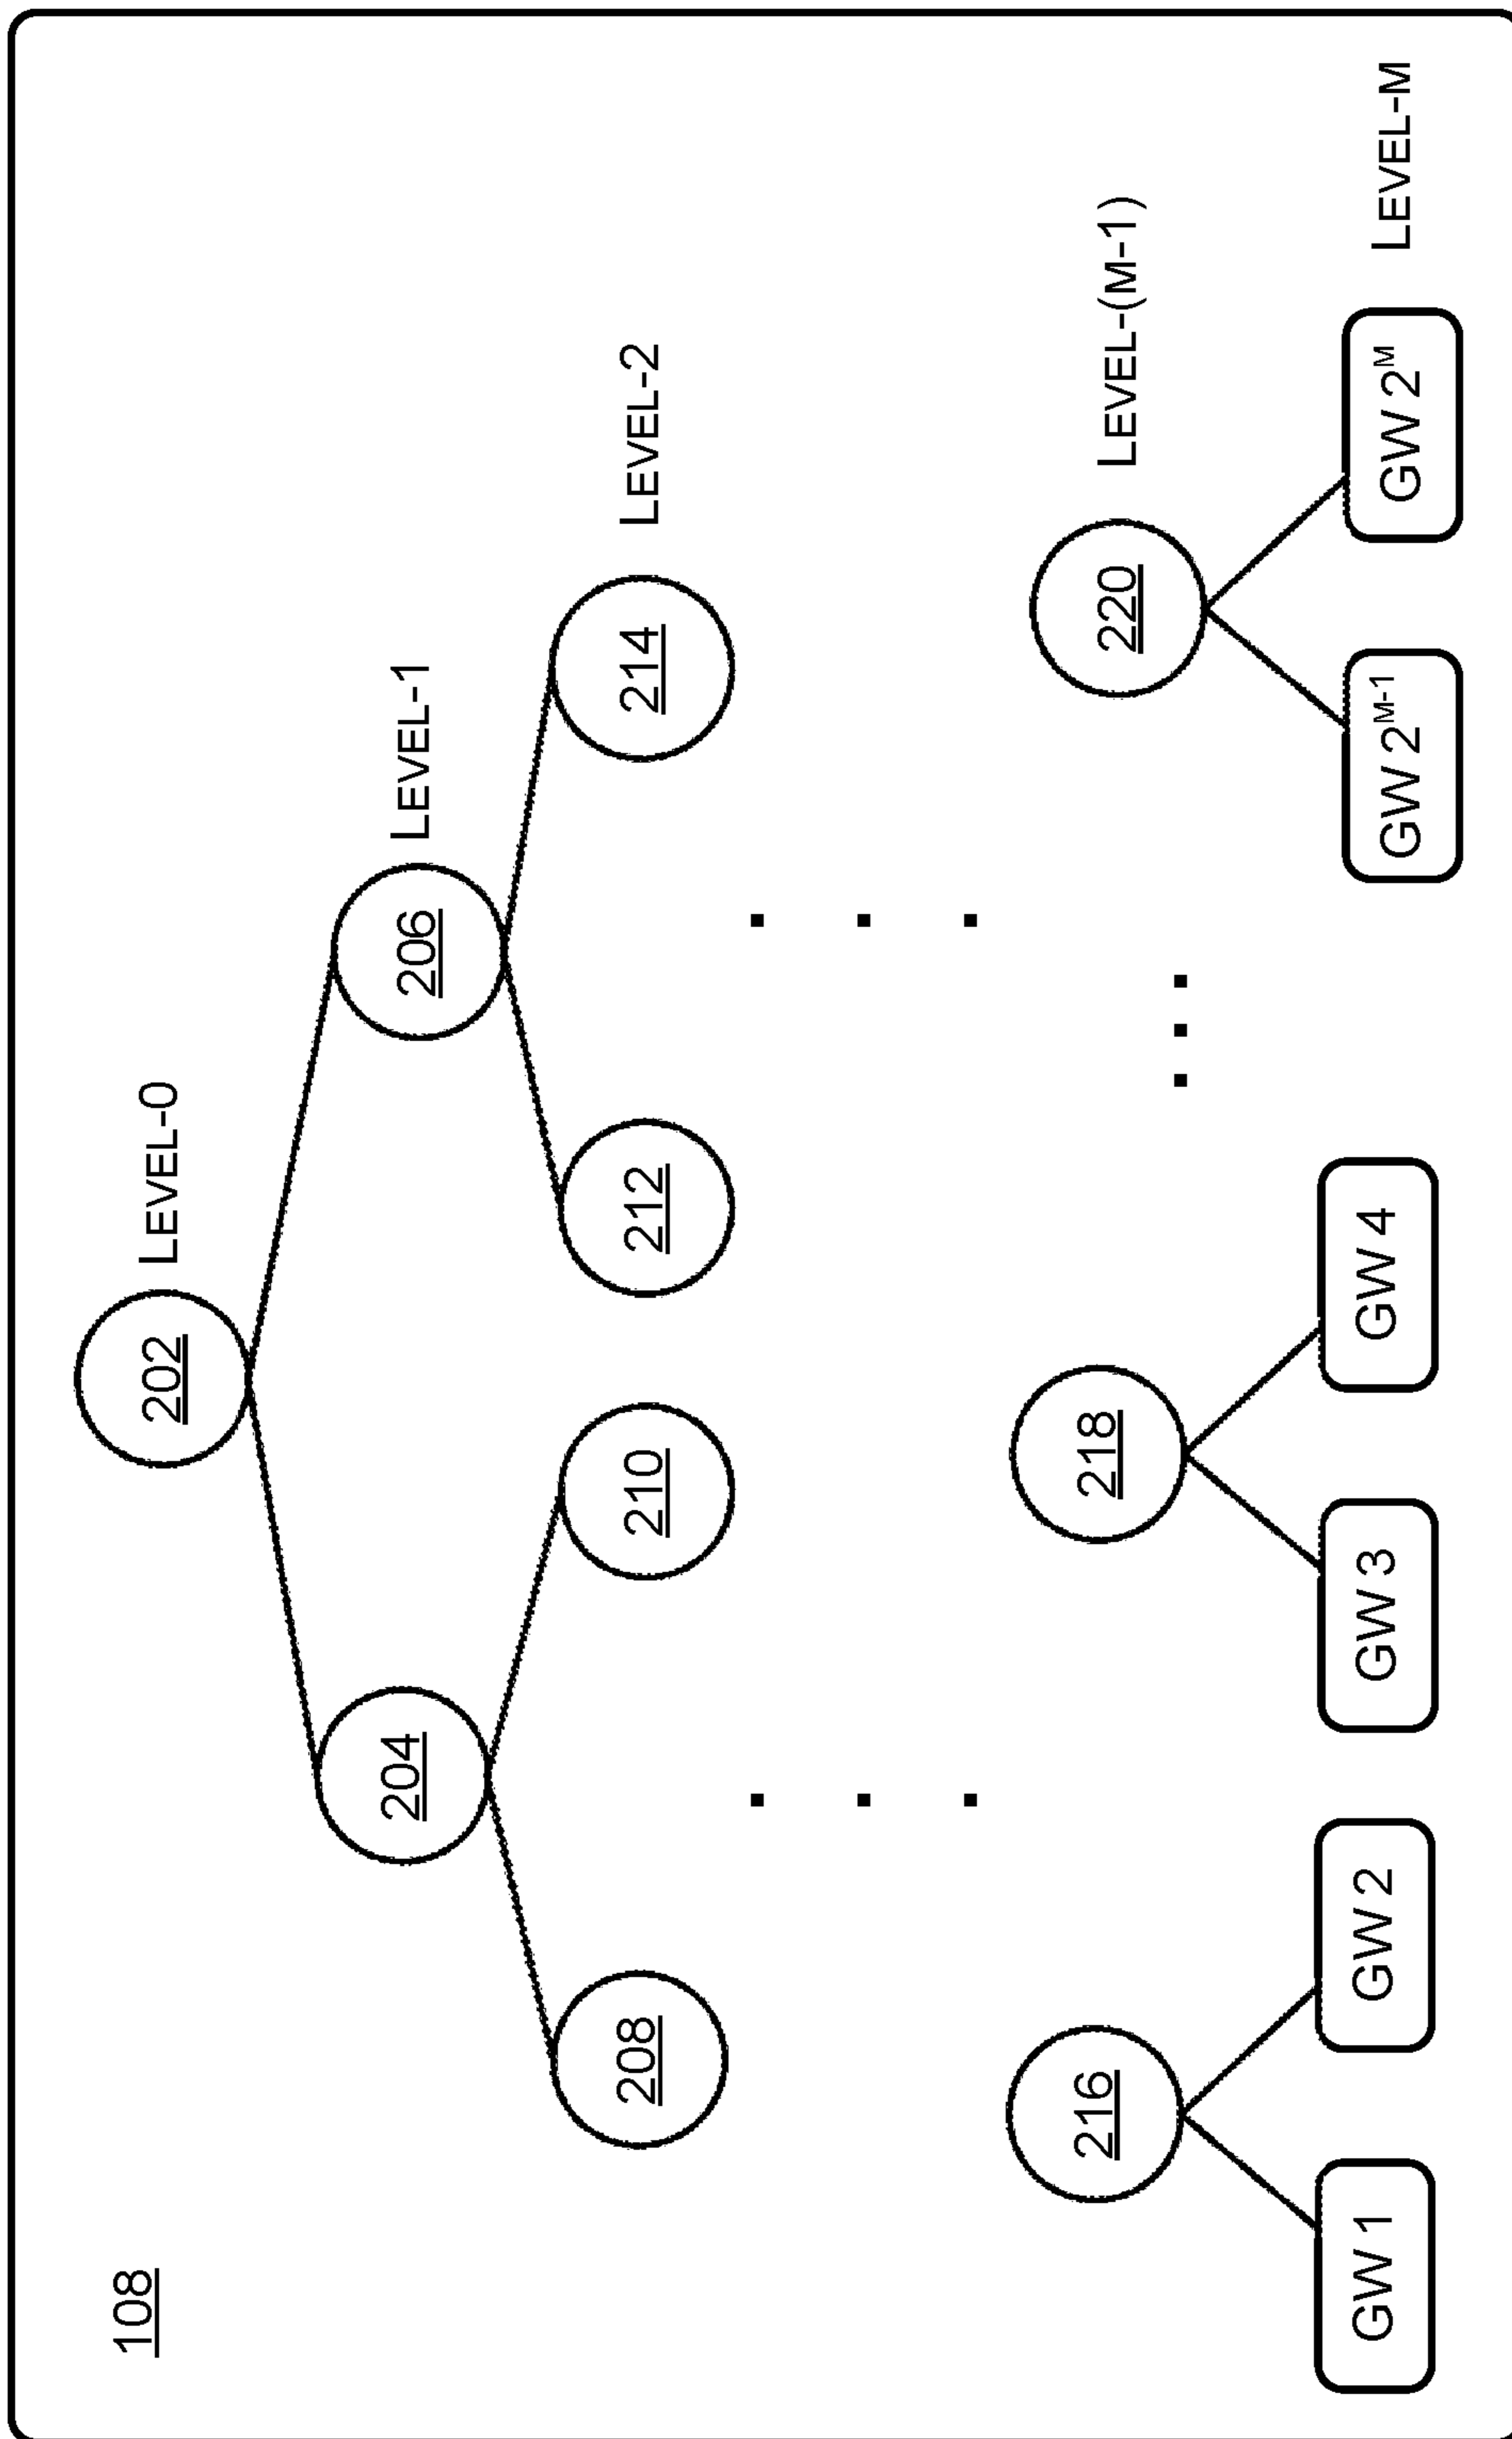 108
202
LEVEL-0
204
206
LEVEL-1
208
210
212
214
LEVEL-2
216
218
220
LEVEL-(M-1)
GW 1
GW 2
GW 3
GW 4
GW 2^M-1
GW 2^M
LEVEL-M